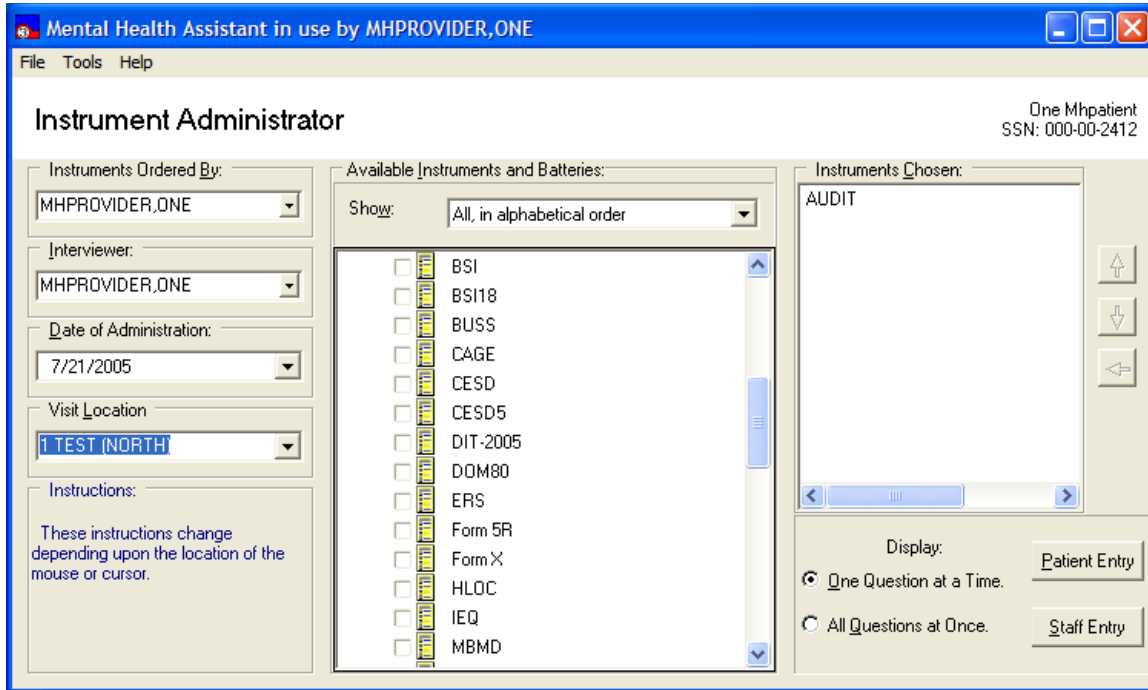 Mental Health Assistant in use by MHPROVIDER,ONE
File Tools Help
Instrument Administrator
One Mhpatient
SSN: 000-00-2412
Instruments Ordered By:
MHPROVIDER,ONE
Interviewer:
MHPROVIDER,ONE
Date of Administration:
7/21/2005
Visit Location
1 TEST (NORTH)
Instructions:
These instructions change
depending upon the location of the
mouse or cursor.
Available Instruments and Batteries:
Show: All, in alphabetical order
BSI
BSI18
BUSS
CAGE
CESD
CESD5
DIT-2005
DOM80
ERS
Form 5R
Form X
HLOC
IEQ
MBMD
Instruments Chosen:
AUDIT
Display:
One Question at a Time.
All Questions at Once.
Patient Entry
Staff Entry